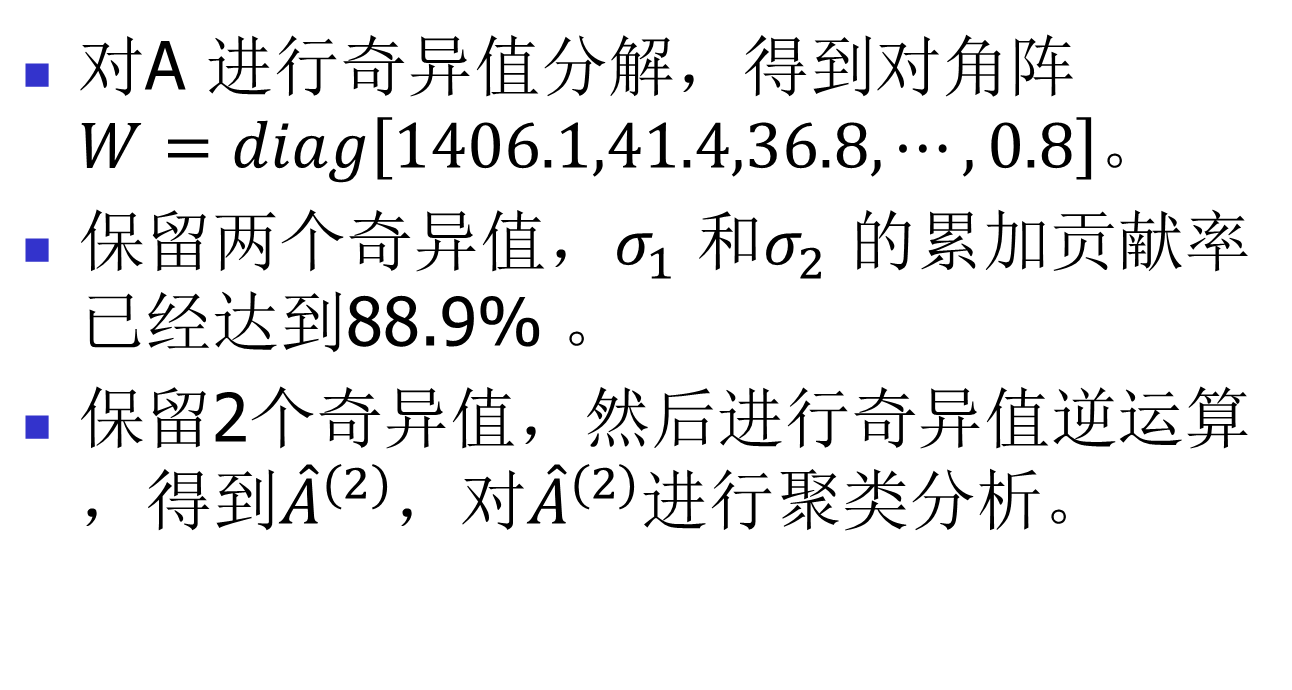 对A 进行奇异值分解，得到对角阵
W = diag[1406.1,41.4,36.8,⋯,0.8]。
保留两个奇异值，σ₁ 和σ₂ 的累加贡献率
已经达到88.9% 。
保留2个奇异值，然后进行奇异值逆运算
，得到Â⁽²⁾，对Â⁽²⁾进行聚类分析。